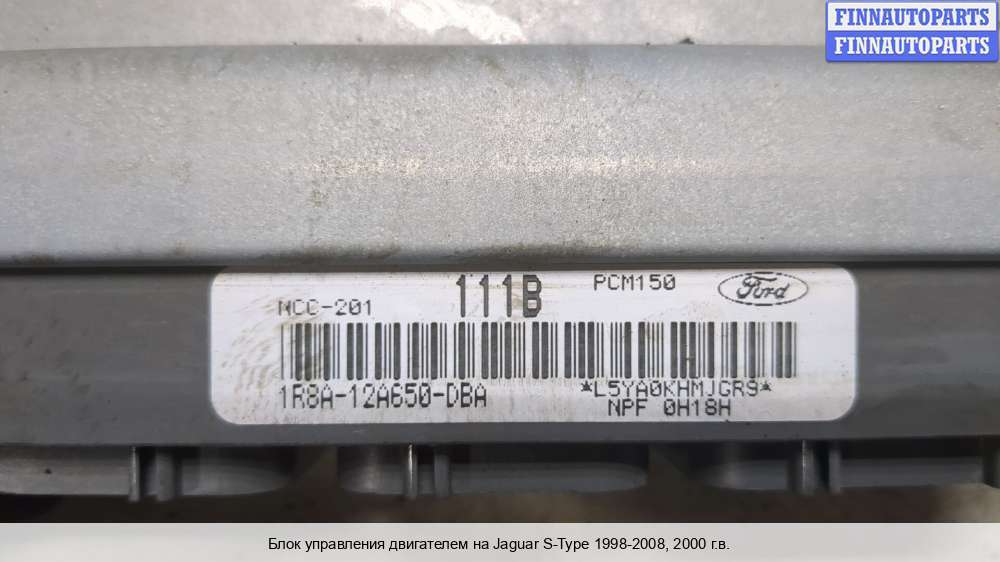 FINNAUTOPARTS
FINNAUTOPARTS
111B
PCM150
Ford
NCC-201
1R8A-12A650-DBA
*L5YA0KHMJGR9*
NPF 0H18H
Блок управления двигателем на Jaguar S-Type 1998-2008, 2000 г.в.